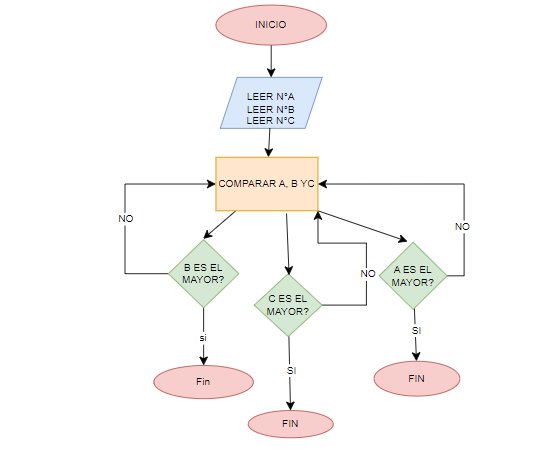 INICIO
LEER N°A
LEER N°B
LEER N°C
COMPARAR A, B YC
NO
B ES EL
MAYOR?
si
Fin
C ES EL
MAYOR?
NO
SI
FIN
A ES EL
MAYOR?
NO
SI
FIN